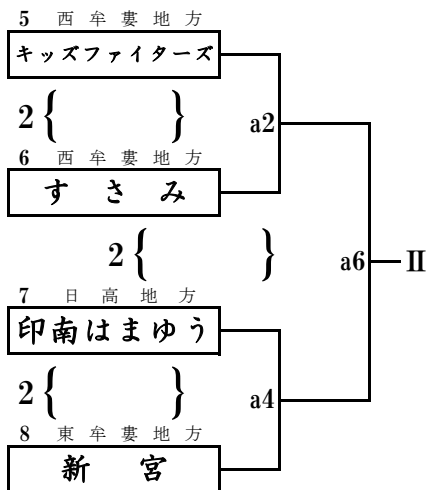 5 西牟婁地方
キッズファイターズ
a2
2{ }
6 西牟婁地方
すさみ
2{ }
a6 Ⅱ
7 日高地方
印南はまゆう
2{ }
a4
8 東牟婁地方
新宮